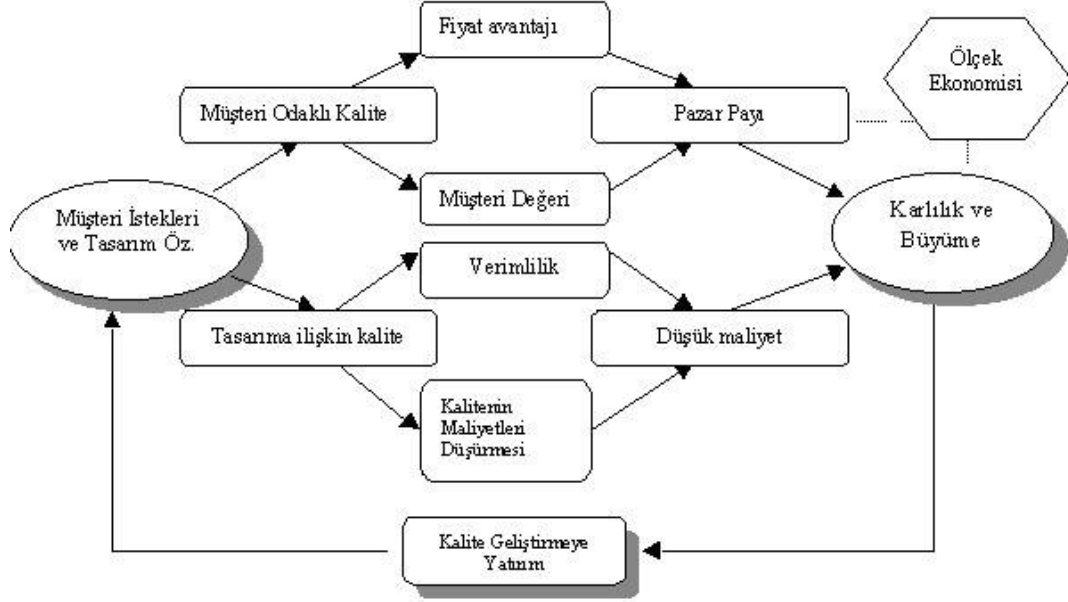 Fiyat avantajı
Ölçek
Ekonomisi
Müşteri Odaklı Kalite
Pazar Payı
Müşteri Değeri
Müşteri İstekleri
ve Tasarım Öz.
Karlılık ve
Büyüme
Verimlilik
Tasarıma ilişkin kalite
Düşük maliyet
Kalitenin
Maliyetleri
Düşürmesi
Kalite Geliştirmeye
Yatırım